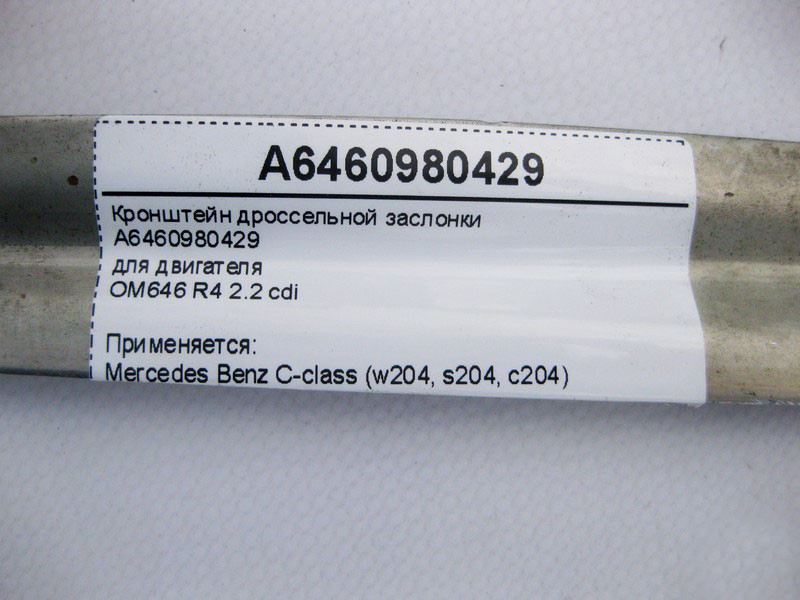 A6460980429
Кронштейн дроссельной заслонки
A6460980429
для двигателя
OM646 R4 2.2 cdi
Применяется:
Mercedes Benz C-class (w204, s204, c204)